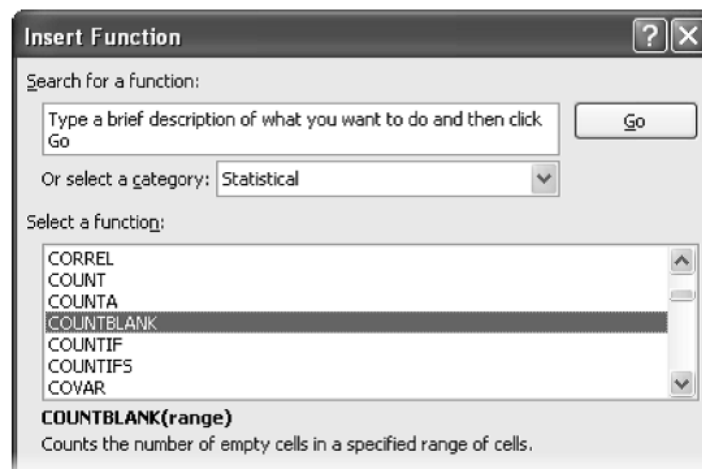 Insert Function
Search for a function:
Type a brief description of what you want to do and then click
Go
Go
Or select a category: Statistical
Select a function:
CORREL
COUNT
COUNTA
COUNTBLANK
COUNTIF
COUNTIFS
COVAR
COUNTBLANK(range)
Counts the number of empty cells in a specified range of cells.